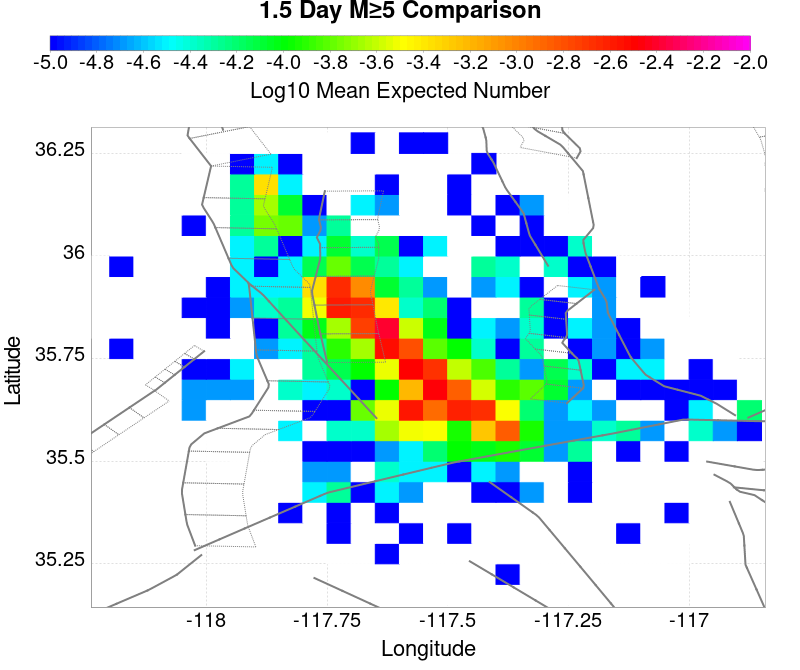 1.5 Day M≥5 Comparison
-5.0 -4.8 -4.6 -4.4 -4.2 -4.0 -3.8 -3.6 -3.4 -3.2 -3.0 -2.8 -2.6 -2.4 -2.2 -2.0
Log10 Mean Expected Number
36.25
36
35.75
35.5
35.25
Latitude
-118 -117.75 -117.5 -117.25 -117
Longitude